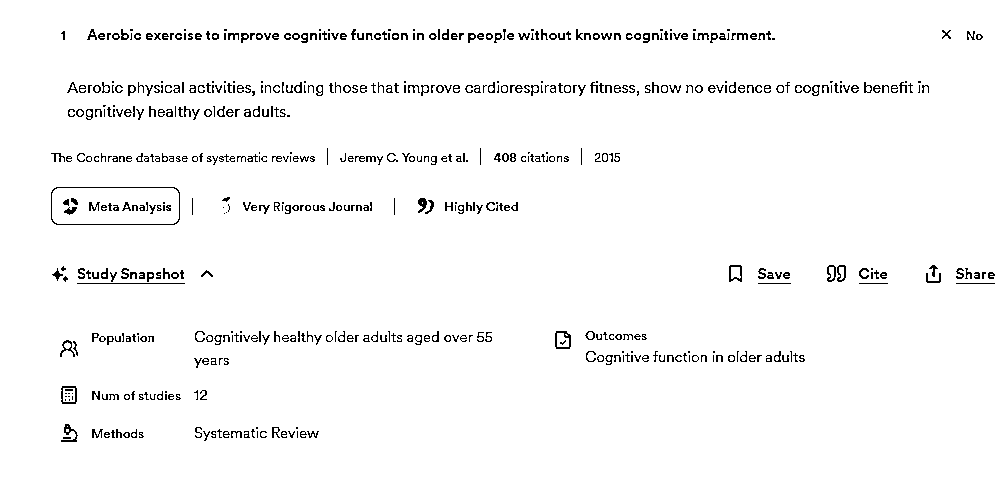 1 Aerobic exercise to improve cognitive function in older people without known cognitive impairment. × No
Aerobic physical activities, including those that improve cardiorespiratory fitness, show no evidence of cognitive benefit in
cognitively healthy older adults.
The Cochrane database of systematic reviews | Jeremy C. Young et al. | 408 citations | 2015
Meta Analysis | Very Rigorous Journal | Highly Cited
Study Snapshot Save Cite Share
Population Cognitively healthy older adults aged over 55
years
Outcomes
Cognitive function in older adults
Num of studies 12
Methods Systematic Review